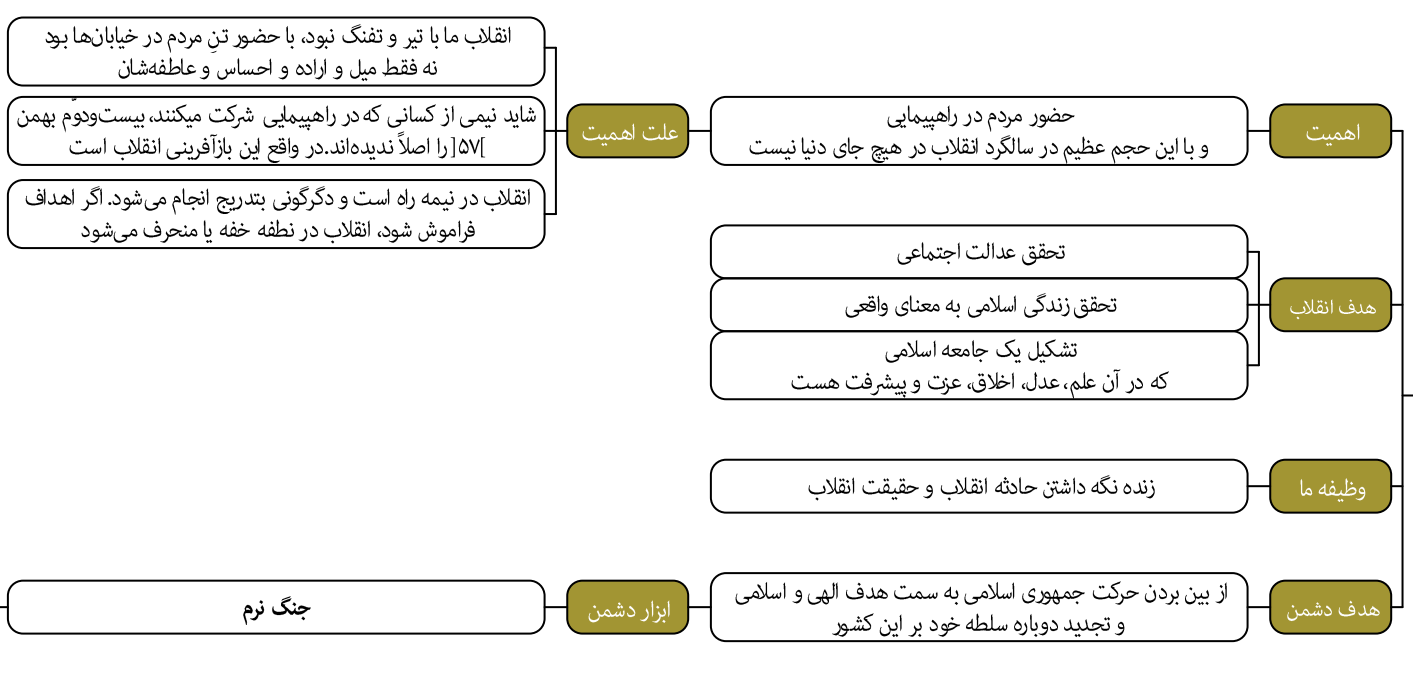 اهمیت
حضور مردم در راهپیمایی
و با این حجم عظیم در سالگرد انقلاب در هیچ جای دنیا نیست
علت اهمیت
انقلاب ما با تیر و تفنگ نبود، با حضور تنِ مردم در خیابان‌ها بود
نه فقط میل و اراده و احساس و عاطفه‌شان
شاید نیمی از کسانی که در راهپیمایی شرکت میکنند، بیست‌ودوّم بهمن
]۵۷[ را اصلاً ندیده‌اند.در واقع این بازآفرینی انقلاب است
انقلاب در نیمه راه است و دگرگونی بتدریج انجام می‌شود. اگر اهداف
فراموش شود، انقلاب در نطفه خفه یا منحرف می‌شود
هدف انقلاب
تحقق عدالت اجتماعی
تحقق زندگی اسلامی به معنای واقعی
تشکیل یک جامعه اسلامی
که در آن علم، عدل، اخلاق، عزت و پیشرفت هست
وظیفه ما
زنده نگه داشتن حادثه انقلاب و حقیقت انقلاب
هدف دشمن
از بین بردن حرکت جمهوری اسلامی به سمت هدف الهی و اسلامی
و تجدید دوباره سلطه خود بر این کشور
ابزار دشمن
جنگ نرم